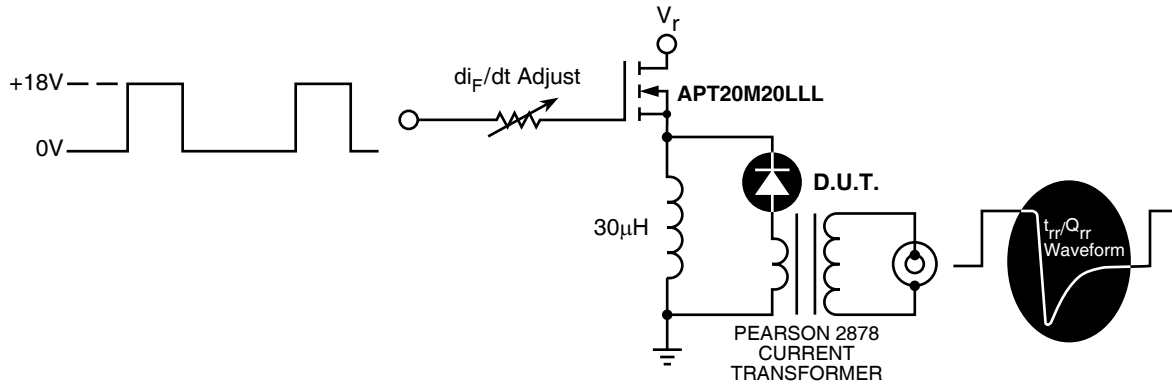 V_r
+18V
di_F/dt Adjust
APT20M20LLL
0V
D.U.T.
30μH
t_rr/Q_rr
Waveform
PEARSON 2878
CURRENT
TRANSFORMER